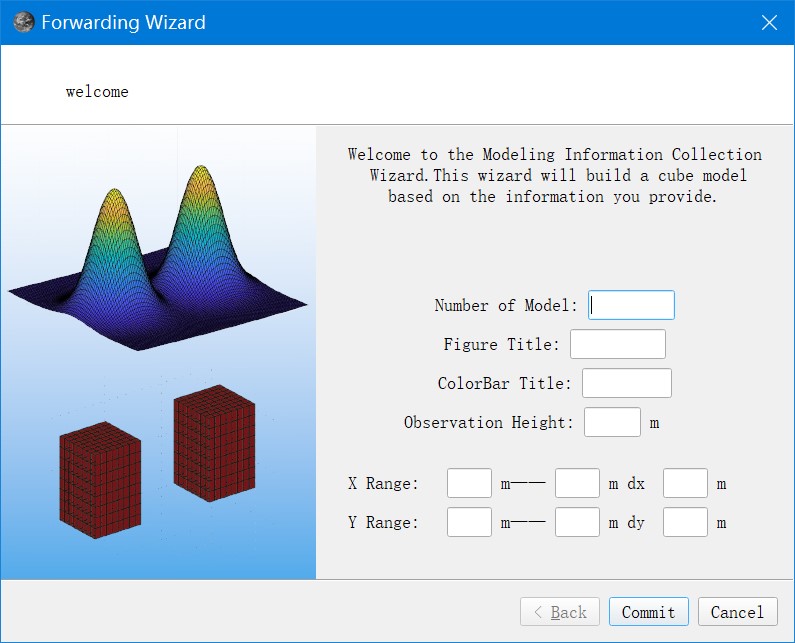 Forwarding Wizard
welcome
Welcome to the Modeling Information Collection
Wizard.This wizard will build a cube model
based on the information you provide.
Number of Model:
Figure Title:
ColorBar Title:
Observation Height: m
X Range: m—— m dx m
Y Range: m—— m dy m
< Back Commit Cancel